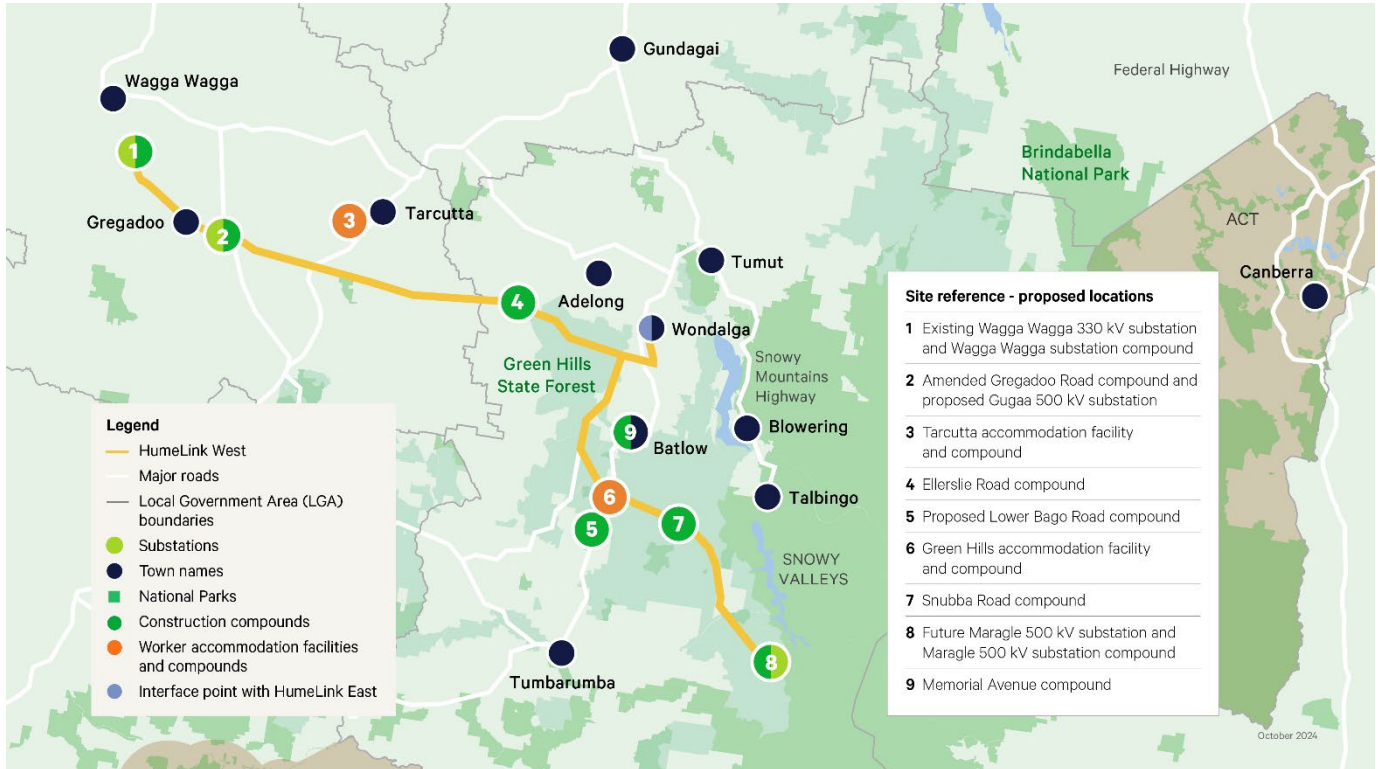 Gundagai
Federal Highway
Wagga Wagga
1
Brindabella
National Park
Gregadoo
2
3
Tarcutta
ACT
Tumut
Canberra
Adelong
4
Wondalga
Green Hills
State Forest
Snowy
Mountains
Highway
9
Batlow
Blowering
6
Talbingo
5
7
SNOWY
VALLEYS
Tumbarumba
8
Legend
HumeLink West
Major roads
Local Government Area (LGA)
boundaries
Substations
Town names
National Parks
Construction compounds
Worker accommodation facilities
and compounds
Interface point with HumeLink East
Site reference - proposed locations
1 Existing Wagga Wagga 330 kV substation
and Wagga Wagga substation compound
2 Amended Gregadoo Road compound and
proposed Gugaa 500 kV substation
3 Tarcutta accommodation facility
and compound
4 Ellerslie Road compound
5 Proposed Lower Bago Road compound
6 Green Hills accommodation facility
and compound
7 Snubba Road compound
8 Future Maragle 500 kV substation and
Maragle 500 kV substation compound
9 Memorial Avenue compound
October 2024